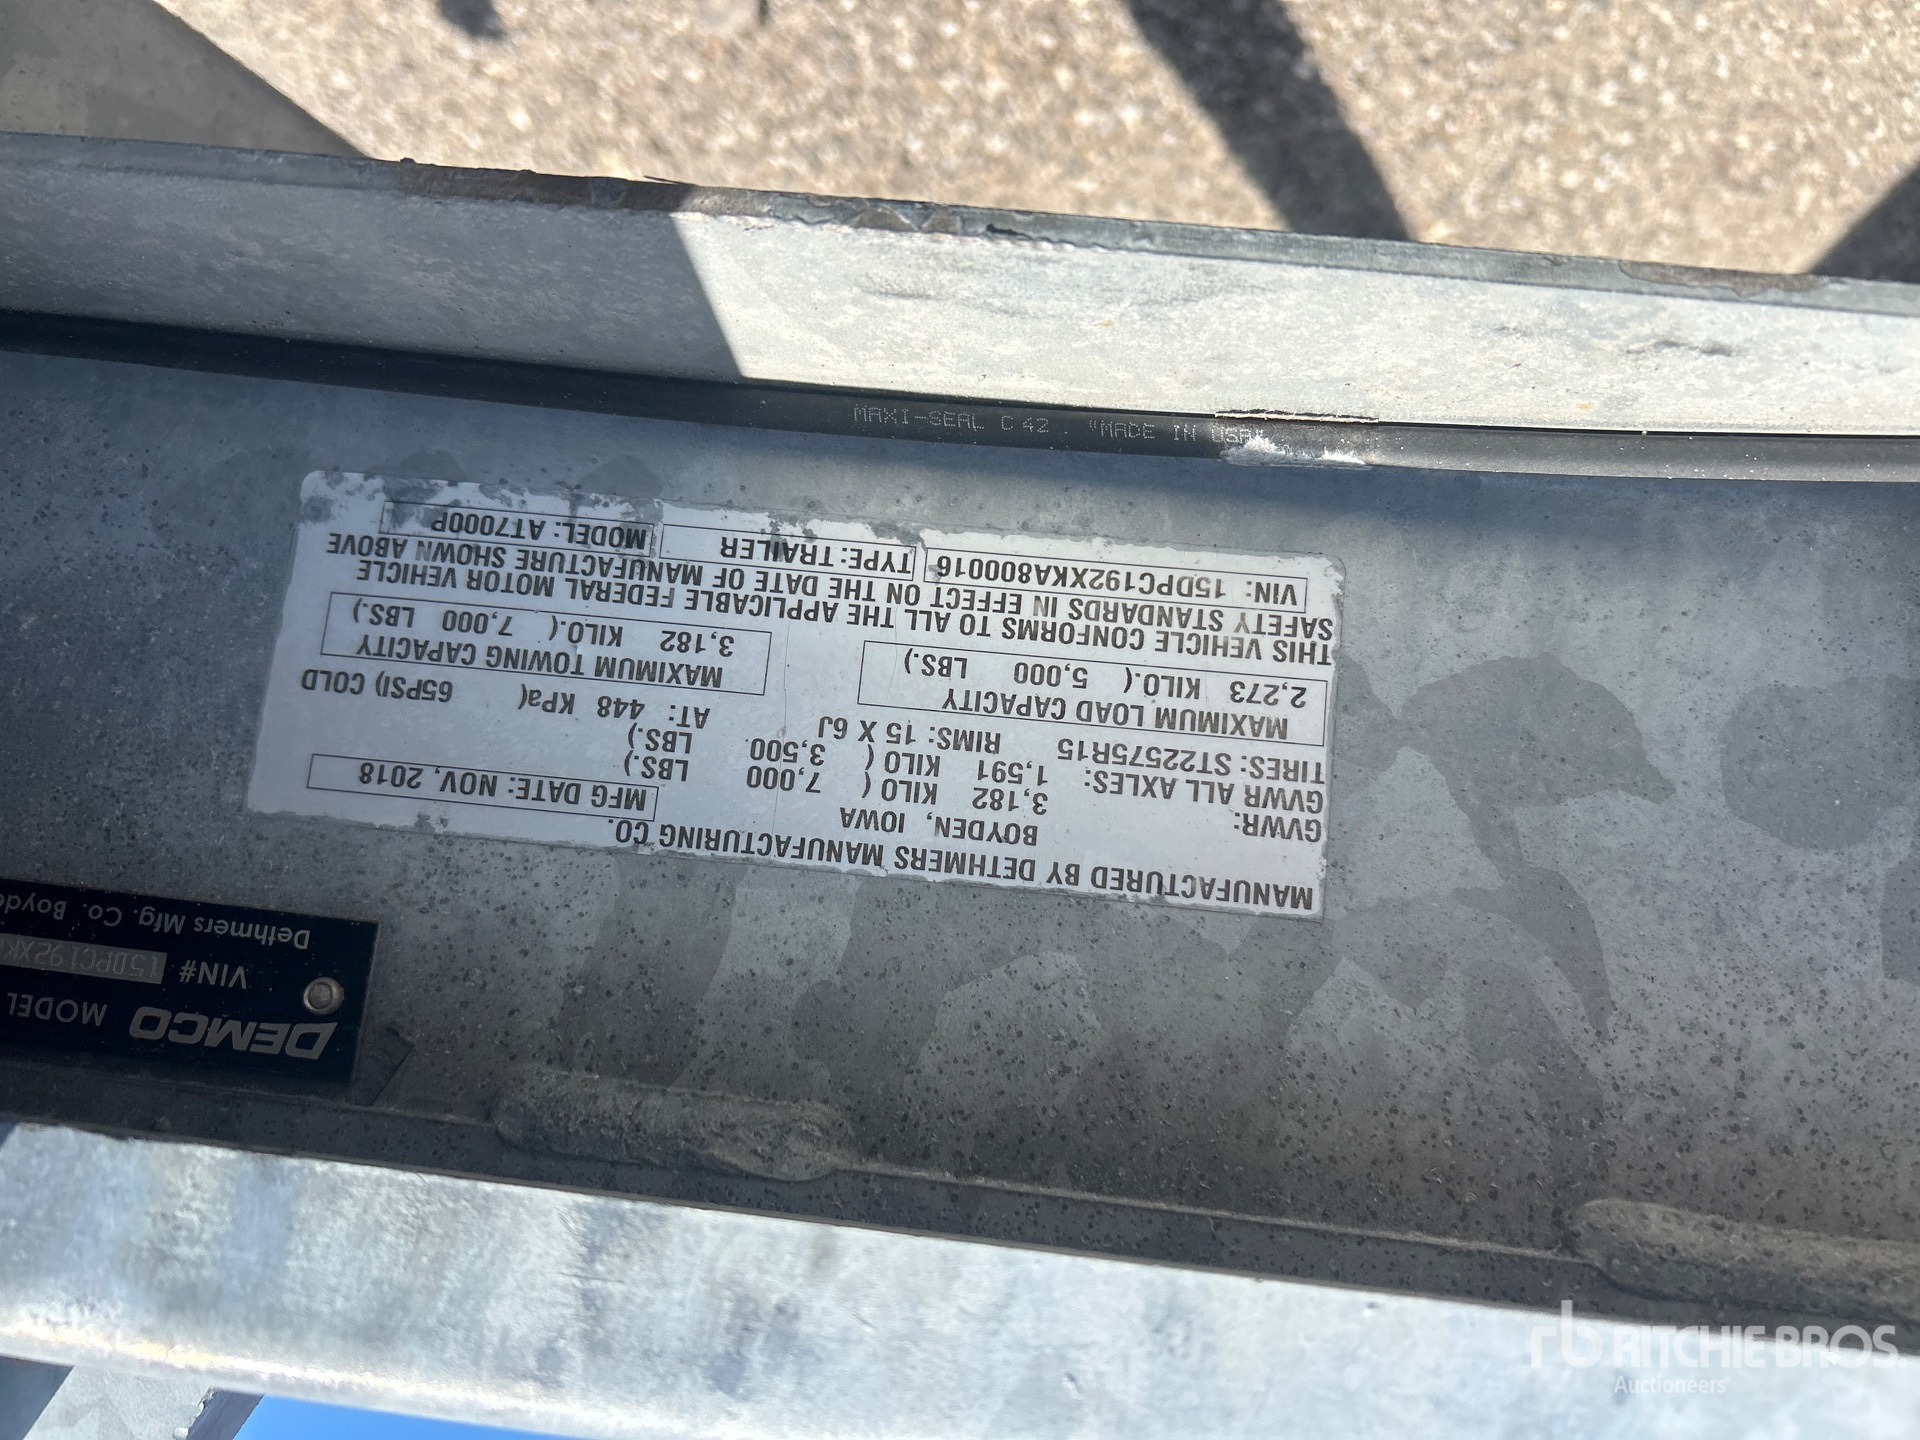 MAXI-SEAL C 42 "MADE IN USA"
MANUFACTURED BY DETHMERS MANUFACTURING CO.
BOYDEN, IOWA
MFG DATE: NOV, 2018
GVWR: 3,182 KILO ( 7,000 LBS.)
GVWR ALL AXLES: 1,591 KILO ( 3,500 LBS.)
TIRES: ST22575R15 RIMS: 15 X 6J AT: 448 KPa( 65PSI) COLD
MAXIMUM LOAD CAPACITY
2,273 KILO.( 5,000 LBS.)
MAXIMUM TOWING CAPACITY
3,182 KILO.( 7,000 LBS.)
THIS VEHICLE CONFORMS TO ALL THE APPLICABLE FEDERAL MOTOR VEHICLE
SAFETY STANDARDS IN EFFECT ON THE DATE OF MANUFACTURE SHOWN ABOVE
VIN: 15DPC192XKA800016 TYPE: TRAILER MODEL: AT7000P
DEMCO MODEL
VIN# 15DPC192XK
Dethmers Mfg. Co. Boyde
rb RITCHIE BROS.
Auctioneers